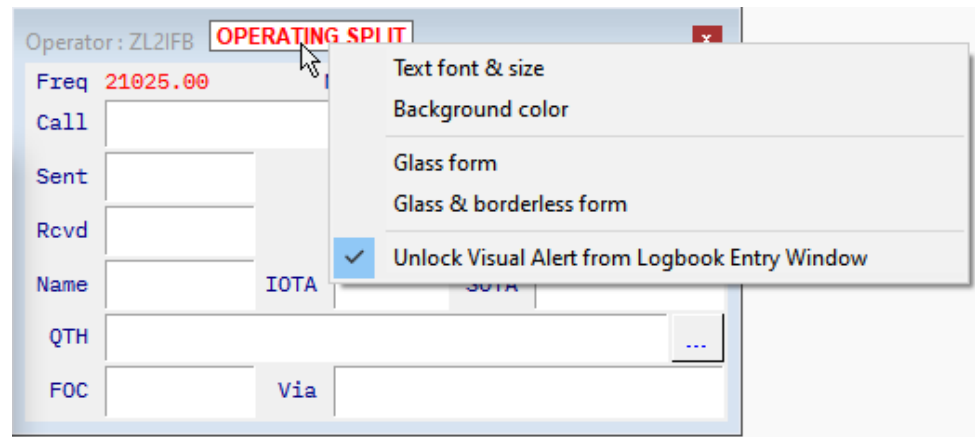 Operator : ZL2IFB OPERATING SPLIT x
Freq 21025.00
Text font & size
Call
Background color
Sent
Glass form
Glass & borderless form
Rcvd
Unlock Visual Alert from Logbook Entry Window
Name IOTA SOTA
QTH ...
FOC Via